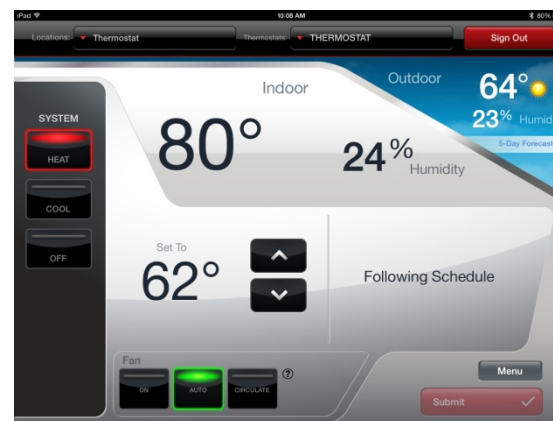 iPad 10:08 AM 80%
Locations: Thermostat Thermostats: THERMOSTAT Sign Out
Indoor Outdoor 64°
23% Humid
5-Day Forecast
80° 24% Humidity
SYSTEM
HEAT
COOL
OFF
Set To
62°
Following Schedule
Fan
ON AUTO CIRCULATE ?
Menu
Submit